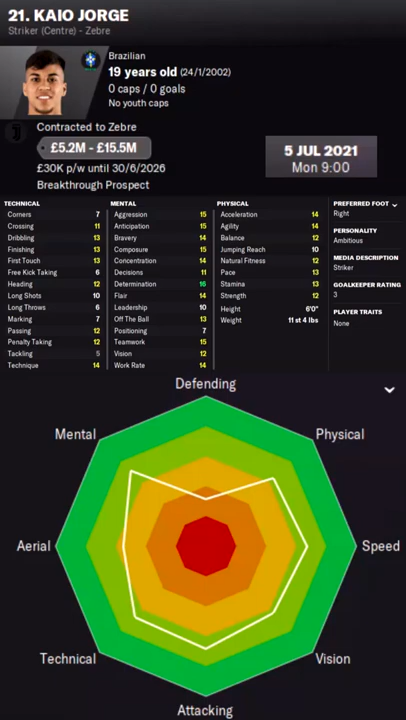 21. KAIO JORGE
Striker (Centre) - Zebre
Brazilian
19 years old (24/1/2002)
0 caps / 0 goals
No youth caps
Contracted to Zebre
£5.2M - £15.5M
£30K p/w until 30/6/2026
Breakthrough Prospect
5 JUL 2021
Mon 9:00
TECHNICAL
Corners 7
Crossing 11
Dribbling 13
Finishing 13
First Touch 13
Free Kick Taking 6
Heading 12
Long Shots 10
Long Throws 6
Marking 7
Passing 12
Penalty Taking 12
Tackling 5
Technique 14
MENTAL
Aggression 15
Anticipation 15
Bravery 14
Composure 15
Concentration 14
Decisions 11
Determination 16
Flair 14
Leadership 10
Off The Ball 13
Positioning 7
Teamwork 15
Vision 12
Work Rate 14
PHYSICAL
Acceleration 14
Agility 14
Balance 12
Jumping Reach 10
Natural Fitness 12
Pace 13
Stamina 13
Strength 12
Height 6'0"
Weight 11 st 4 lbs
PREFERRED FOOT
Right
PERSONALITY
Ambitious
MEDIA DESCRIPTION
Striker
GOALKEEPER RATING
3
PLAYER TRAITS
None
Defending
Mental
Physical
Aerial
Speed
Technical
Vision
Attacking